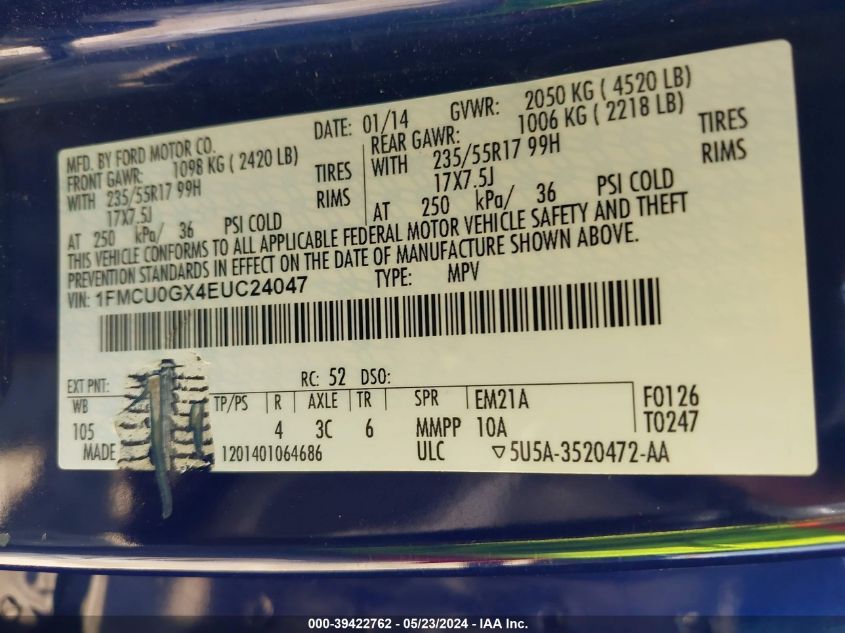 MFD. BY FORD MOTOR CO.
DATE: 01/14 GVWR: 2050 KG ( 4520 LB)
FRONT GAWR: 1098 KG ( 2420 LB)
REAR GAWR: 1006 KG ( 2218 LB)
WITH 235/55R17 99H TIRES
WITH 235/55R17 99H TIRES
17X7.5J RIMS
17X7.5J RIMS
AT 250 kPa/ 36 PSI COLD
AT 250 kPa/ 36 PSI COLD
THIS VEHICLE CONFORMS TO ALL APPLICABLE FEDERAL MOTOR VEHICLE SAFETY AND THEFT
PREVENTION STANDARDS IN EFFECT ON THE DATE OF MANUFACTURE SHOWN ABOVE.
VIN: 1FMCU0GX4EUC24047 TYPE: MPV
EXT PNT: RC: 52 DSO:
WB TP/PS R AXLE TR SPR EM21A F0126
105 4 3C 6 MMPP 10A T0247
MADE 1201401064686 ULC ▽5U5A-3520472-AA
000-39422762 - 05/23/2024 - IAA Inc.